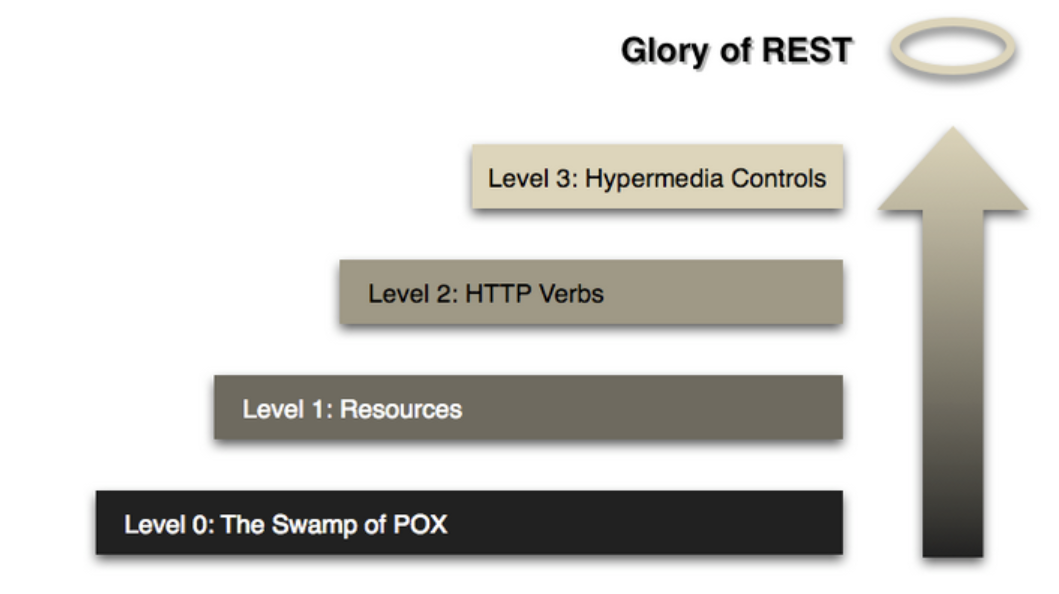 Glory of REST
Level 3: Hypermedia Controls
Level 2: HTTP Verbs
Level 1: Resources
Level 0: The Swamp of POX